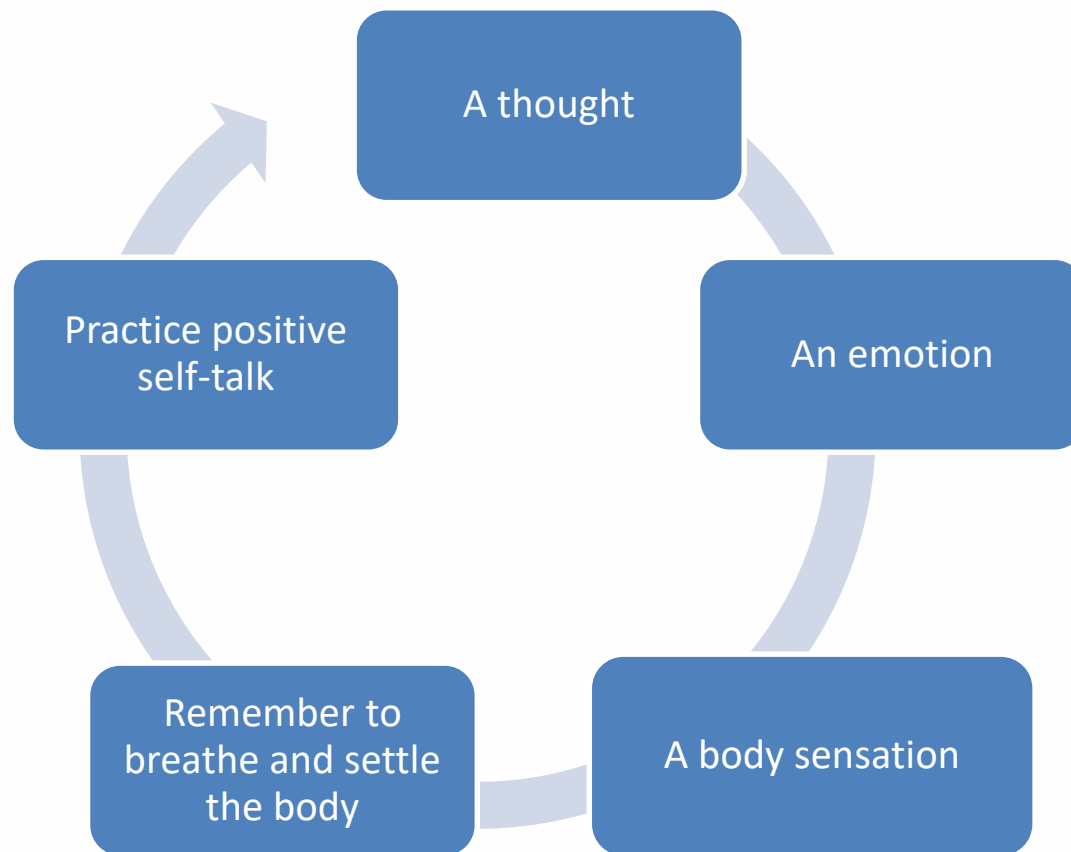 A thought
An emotion
A body sensation
Remember to
breathe and settle
the body
Practice positive
self-talk